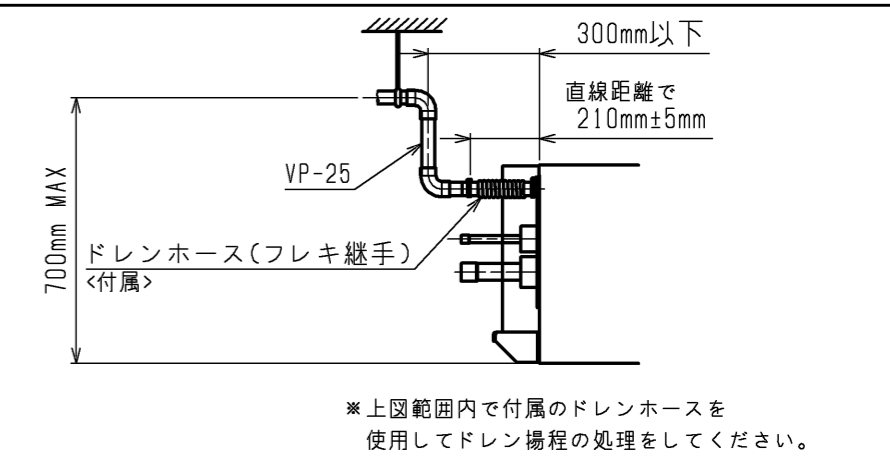 300mm以下
直線距離で
210mm±5mm
VP-25
700mm MAX
ドレンホース(フレキ継手)
<付属>
※上図範囲内で付属のドレンホースを
使用してドレン揚程の処理をしてください。